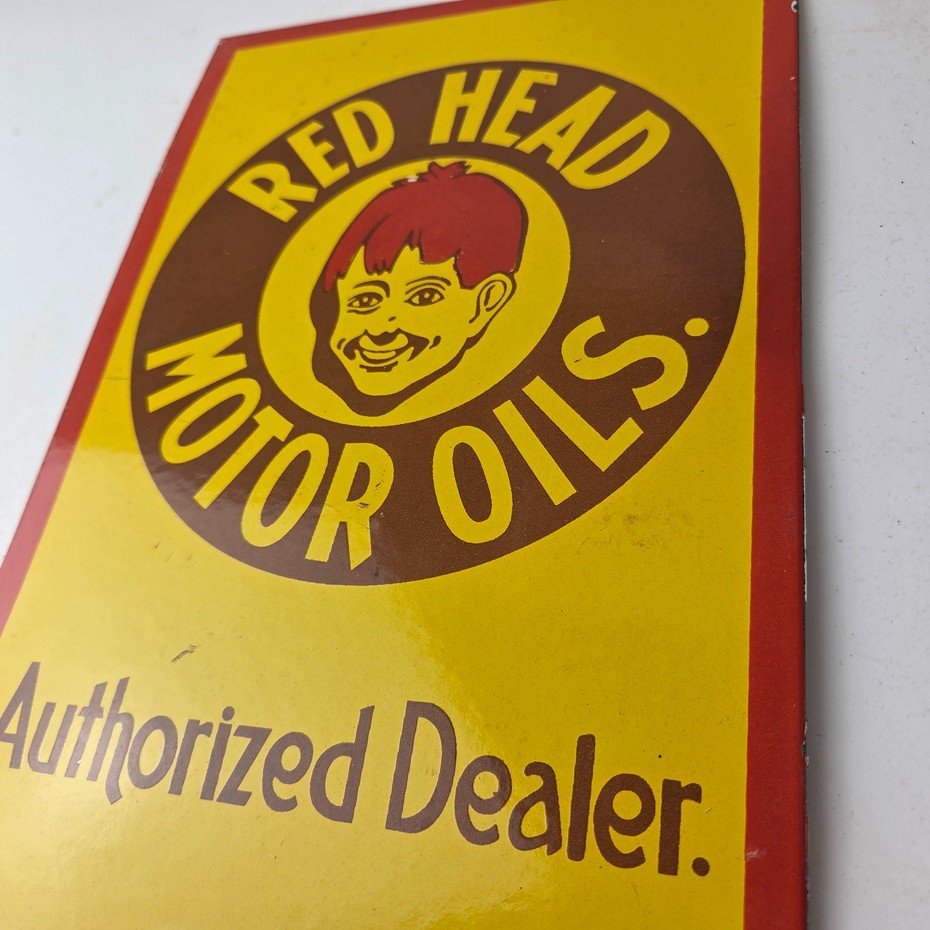 RED HEAD
MOTOR OILS.
Authorized Dealer.